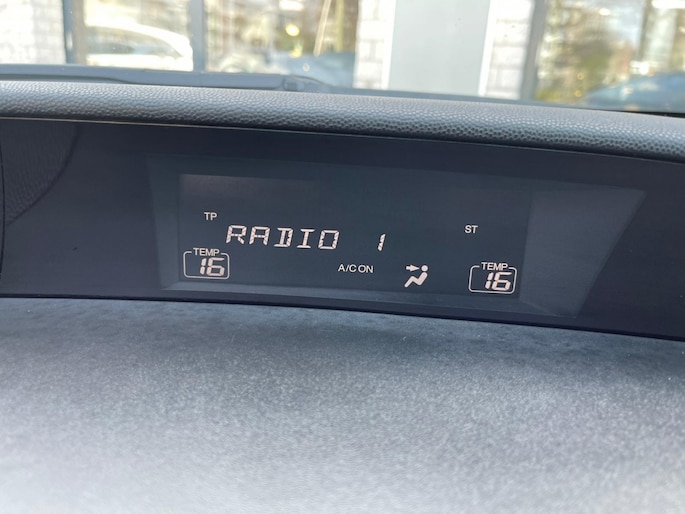 TP
ST
RADIO 1
TEMP
16
A/C ON
TEMP
16